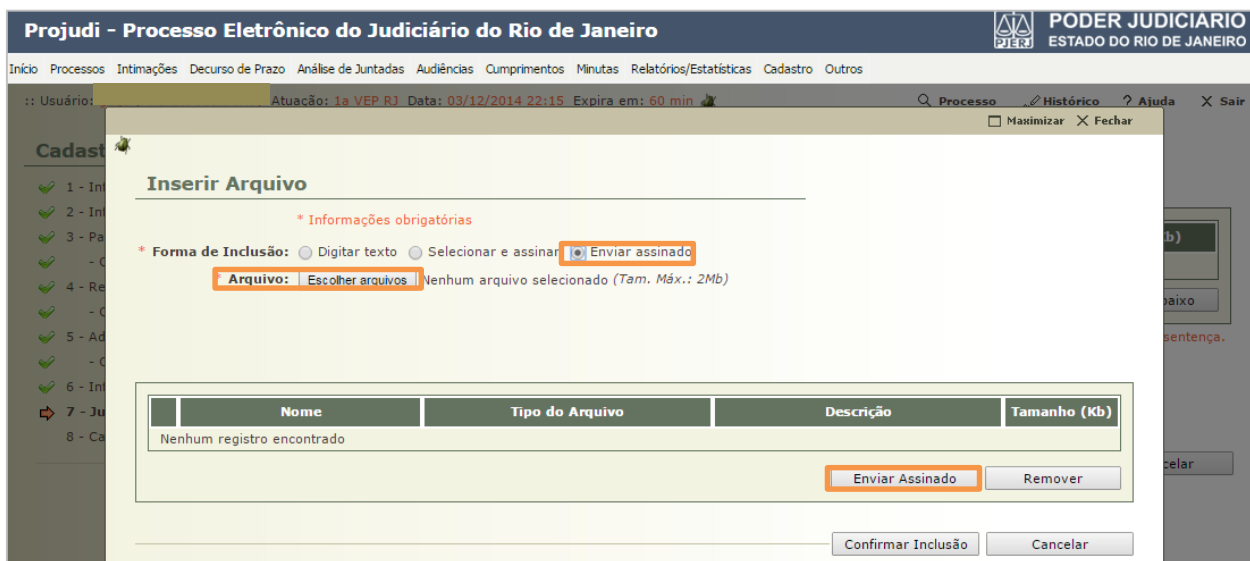 Projudi - Processo Eletrônico do Judiciário do Rio de Janeiro
PJERJ
PODER JUDICIÁRIO
ESTADO DO RIO DE JANEIRO
Início Processos Intimações Decurso de Prazo Análise de Juntadas Audiências Cumprimentos Minutas Relatórios/Estatísticas Cadastro Outros
:: Usuário: Atuação: 1a VEP RJ Data: 03/12/2014 22:15 Expira em: 60 min
Processo Histórico ? Ajuda X Sair
Maximizar X Fechar
Cadast
Inserir Arquivo
1 - Inf
2 - Inf
* Informações obrigatórias
3 - Pa
b)
* Forma de Inclusão: Digitar texto Selecionar e assinar Enviar assinado
- C
* Arquivo: Escolher arquivos Nenhum arquivo selecionado (Tam. Máx.: 2Mb)
4 - Re
baixo
- C
5 - Ad
sentença.
- C
6 - Inf
7 - Ju
Nome Tipo do Arquivo Descrição Tamanho (Kb)
8 - Ca
Nenhum registro encontrado
celar
Enviar Assinado Remover
Confirmar Inclusão Cancelar